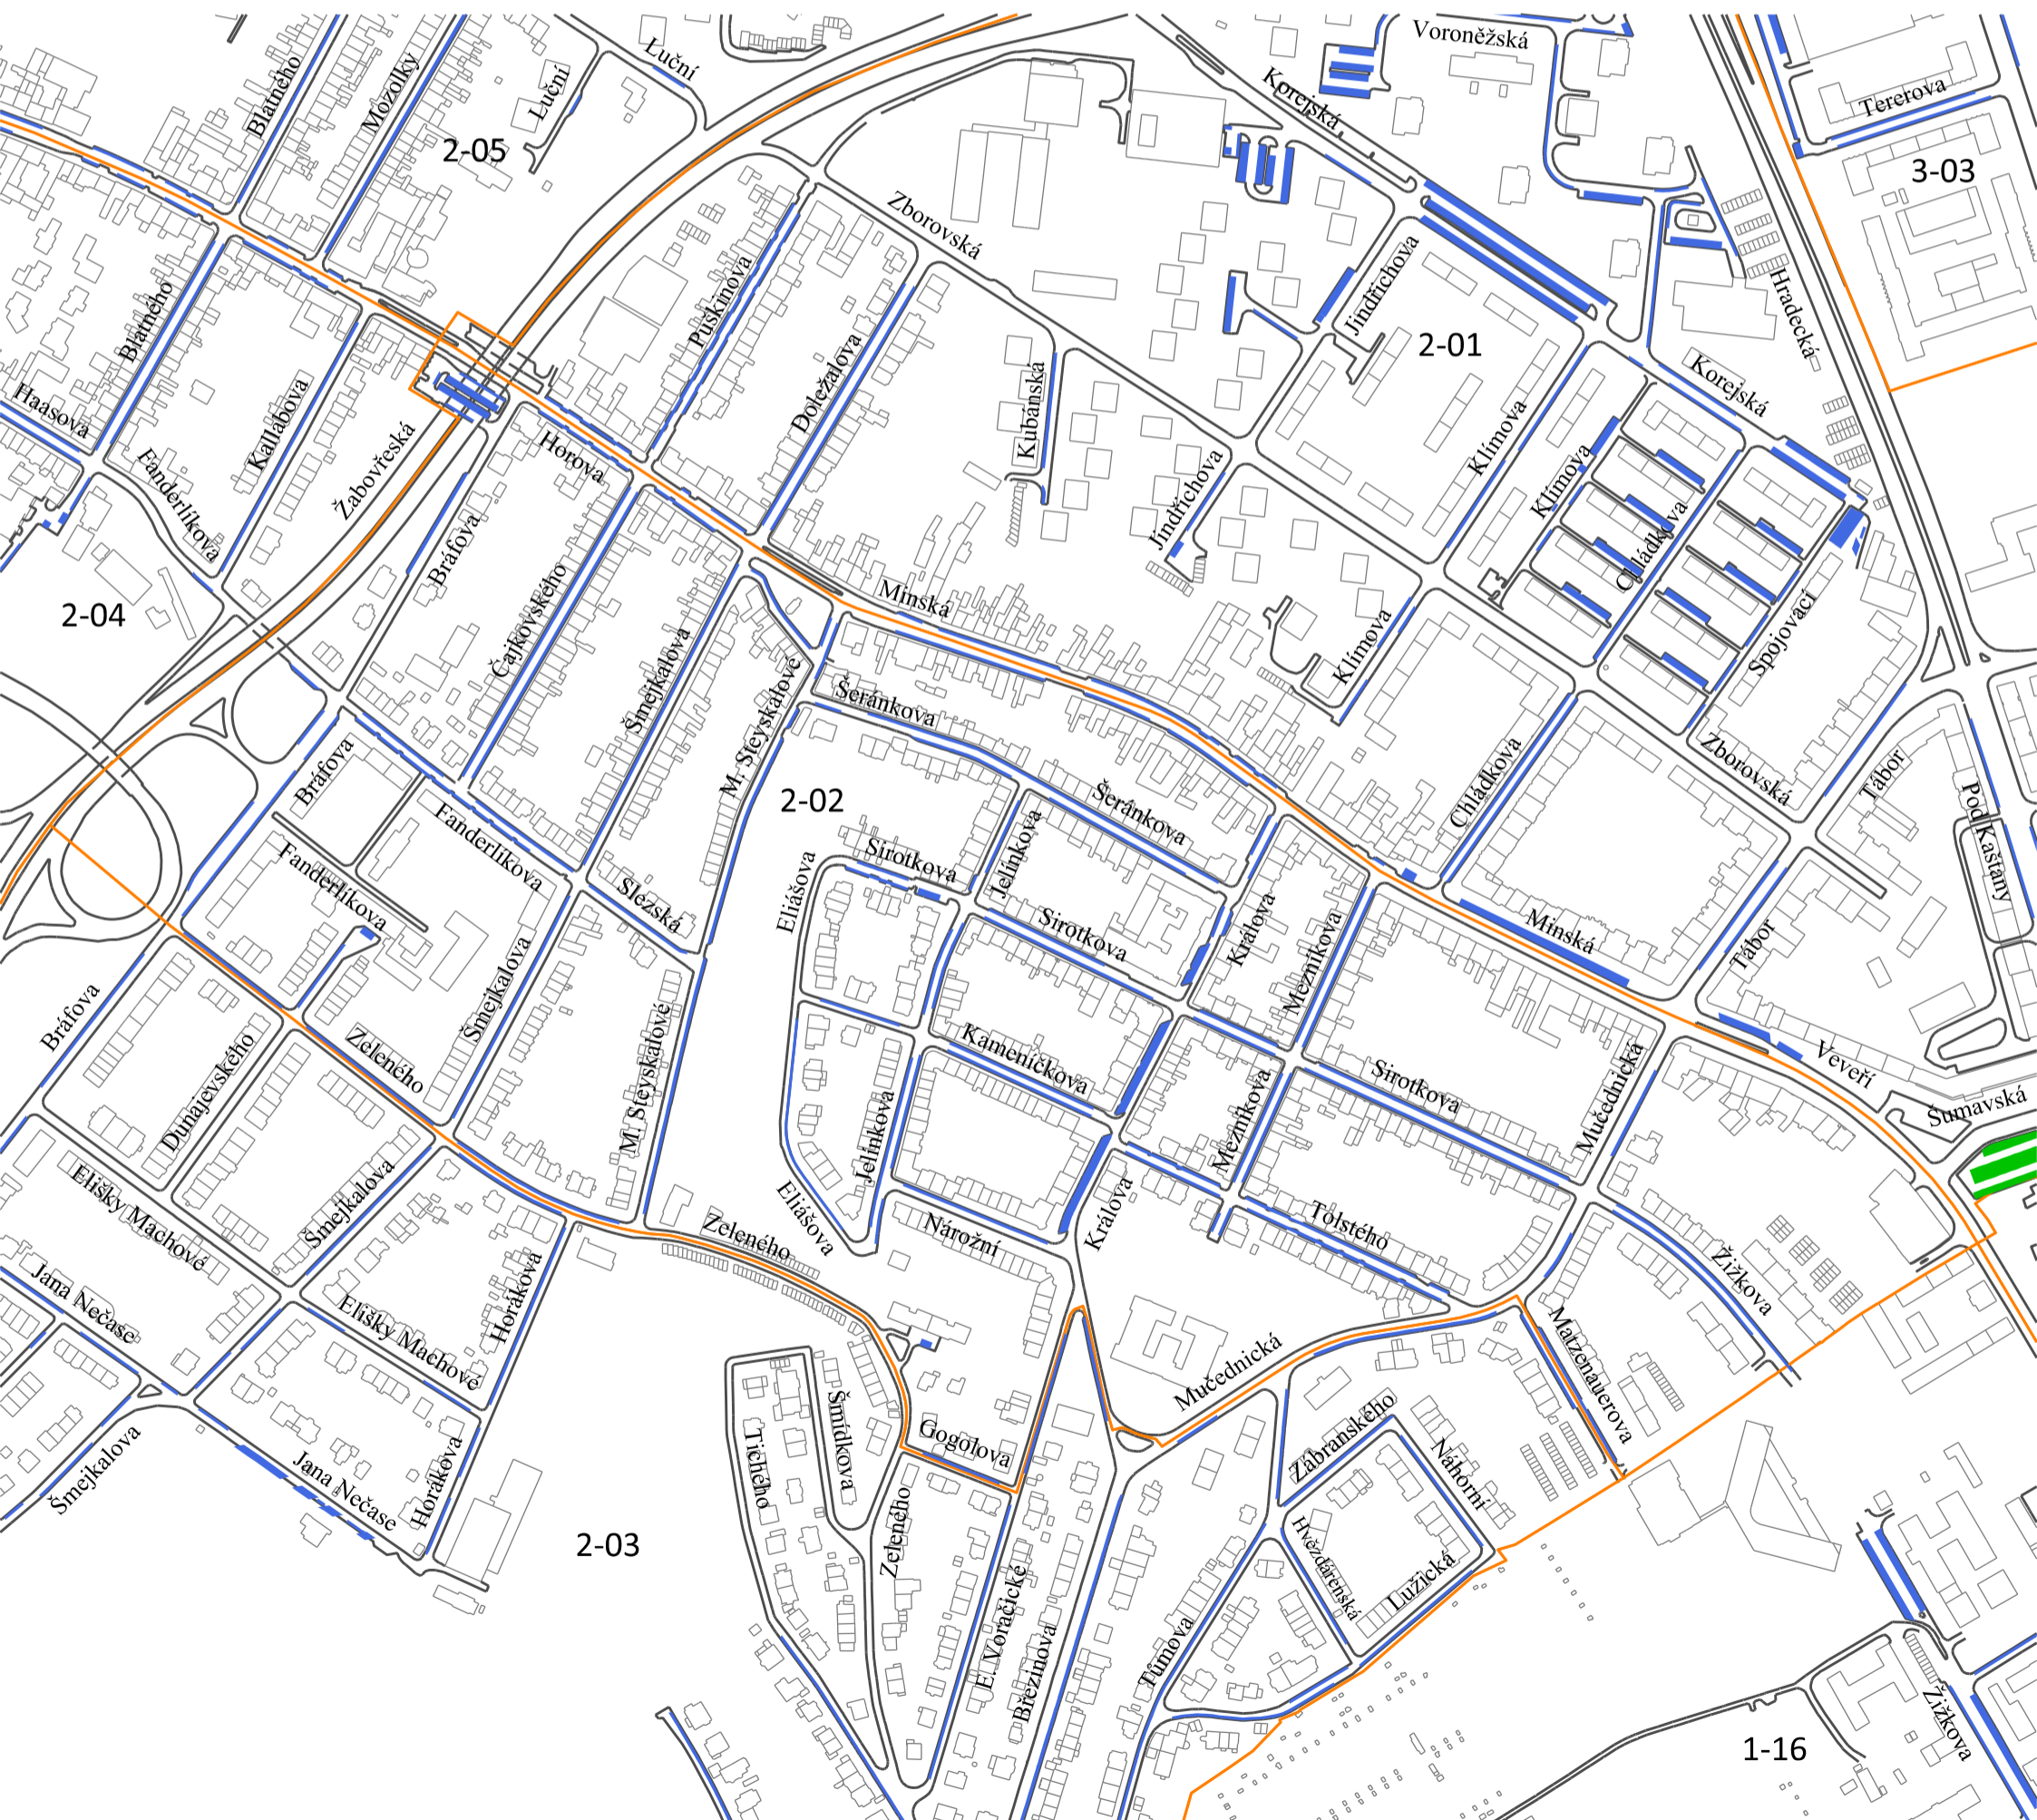 Luční
Voroněžská
Blatného
Mozolky
Luční
Korejská
Tererova
2-05
3-03
Zborovská
Puškinova
Jindřichova
Hradecká
Blatného
Doležalova
2-01
Haasova
Kallabova
Kubánská
Korejská
Fanderlíkova
Žabovřeská
Horova
Klímova
Klímova
Jindřichova
Bráfova
Chládkova
2-04
Čajkovského
Minská
Šmejkalova
Klímova
Spojovací
M. Steyskalové
Šeránkova
Bráfova
Zborovská
Tábor
Chládkova
2-02
Šeránkova
Pod Kaštany
Fanderlíkova
Sirotkova
Jelínkova
Fanderlíkova
Eliášova
Slezská
Sirotkova
Králova
Mezníkova
Minská
Tábor
Šmejkalova
Bráfova
Zeleného
M. Steyskalové
Kameníčkova
Veveří
Dunajevského
Sirotkova
Mučednická
Šumavská
Mezníkova
Jelínkova
Elišky Machové
Šmejkalova
Eliášova
Zeleného
Nárožní
Králova
Tolstého
Žižkova
Jana Nečase
Elišky Machové
Horákova
Matzenauerova
Mučednická
Šmídkova
Tichého
Gogolova
Zábranského
Náhorní
Šmejkalova
Jana Nečase
Horákova
Zeleného
Hvězdárenská
2-03
Lužická
E. Voračické
Březinova
Tůmova
Žižkova
1-16